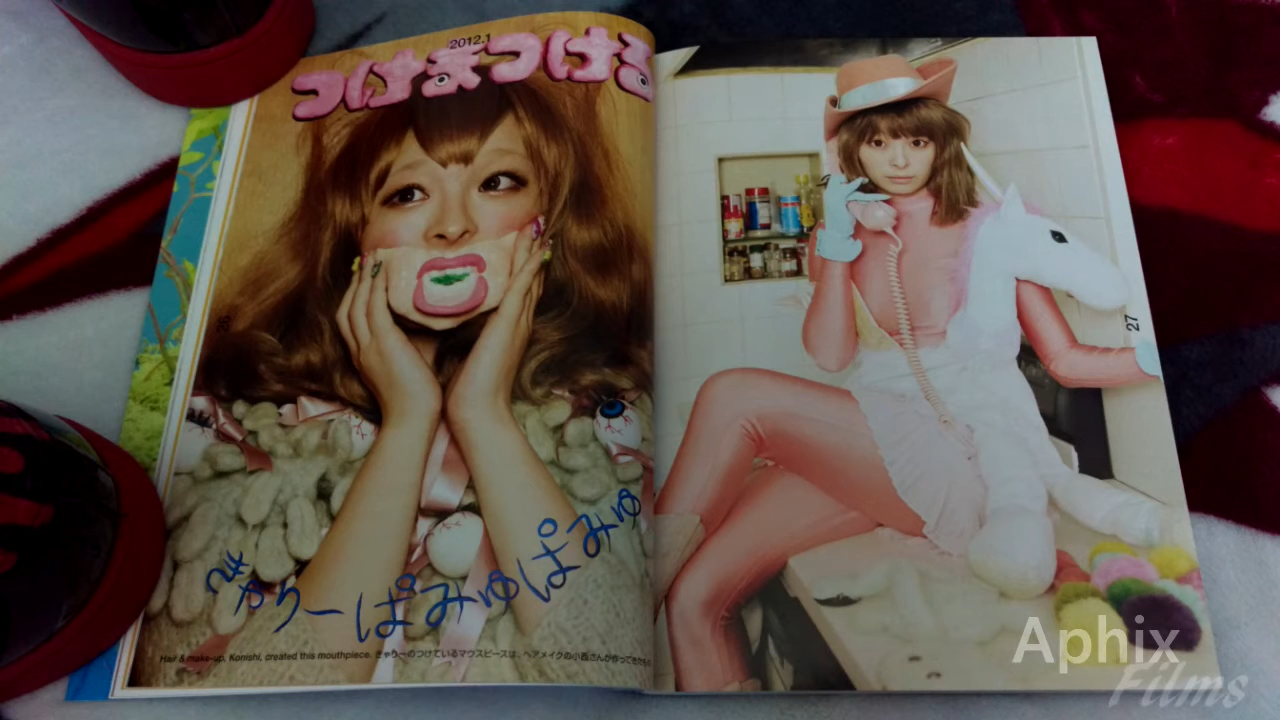 2012.1
つけまつける
26
きゃりーぱみゅぱみゅ
Hair & make-up, Konishi, created this mouthpiece. きゃりーのつけているマウスピースは、ヘアメイクの小西さんが作ってきたもの
27
Aphix
Films